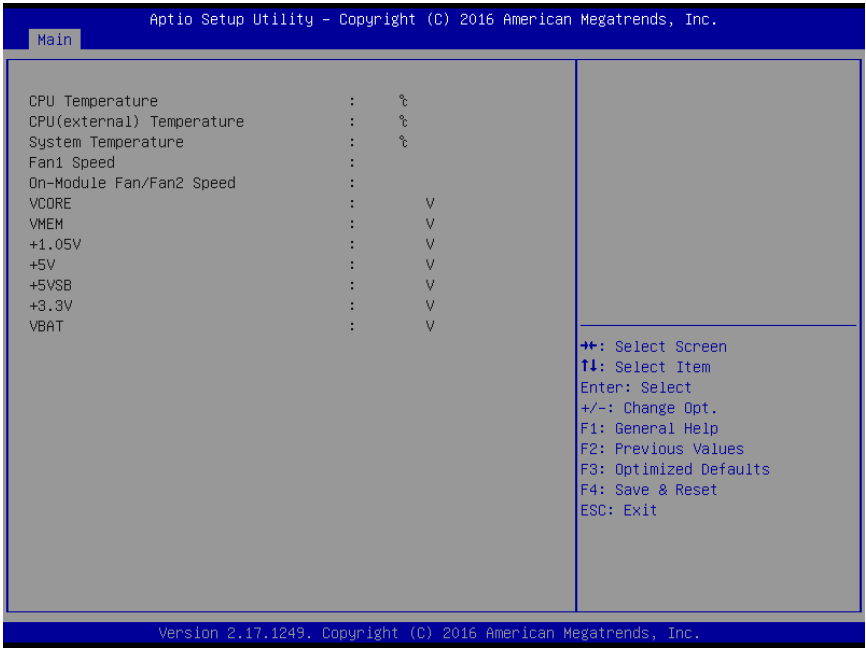 Aptio Setup Utility – Copyright (C) 2016 American Megatrends, Inc.
Main
CPU Temperature : ℃
CPU(external) Temperature : ℃
System Temperature : ℃
Fan1 Speed :
On-Module Fan/Fan2 Speed :
VCORE : V
VMEM : V
+1.05V : V
+5V : V
+5VSB : V
+3.3V : V
VBAT : V
→←: Select Screen
↑↓: Select Item
Enter: Select
+/-: Change Opt.
F1: General Help
F2: Previous Values
F3: Optimized Defaults
F4: Save & Reset
ESC: Exit
Version 2.17.1249. Copyright (C) 2016 American Megatrends, Inc.